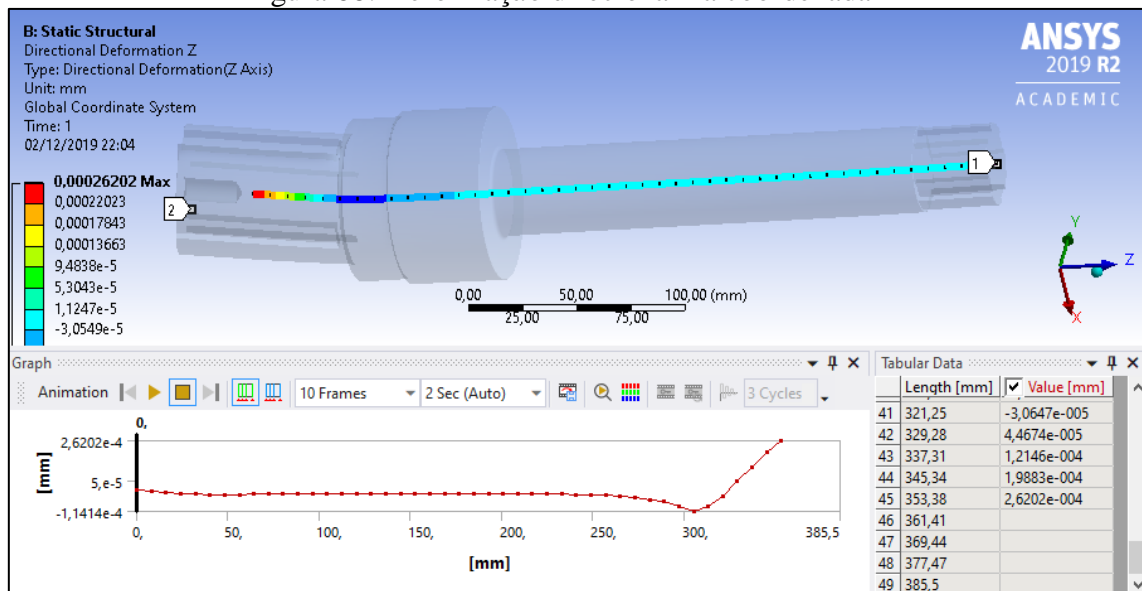 B: Static Structural
Directional Deformation Z
Type: Directional Deformation(Z Axis)
Unit: mm
Global Coordinate System
Time: 1
02/12/2019 22:04
ANSYS
2019 R2
ACADEMIC
0,00026202 Max
0,00022023
0,00017843
0,00013663
9,4838e-5
5,3043e-5
1,1247e-5
-3,0549e-5
2
1
Y
Z
X
0,00 50,00 100,00 (mm)
25,00 75,00
Graph
Animation 10 Frames 2 Sec (Auto) 3 Cycles
0,
2,6202e-4
5,e-5
-1,1414e-4
[mm]
0, 50, 100, 150, 200, 250, 300, 385,5
[mm]
Tabular Data
Length [mm] Value [mm]
41 321,25 -3,0647e-005
42 329,28 4,4674e-005
43 337,31 1,2146e-004
44 345,34 1,9883e-004
45 353,38 2,6202e-004
46 361,41
47 369,44
48 377,47
49 385,5